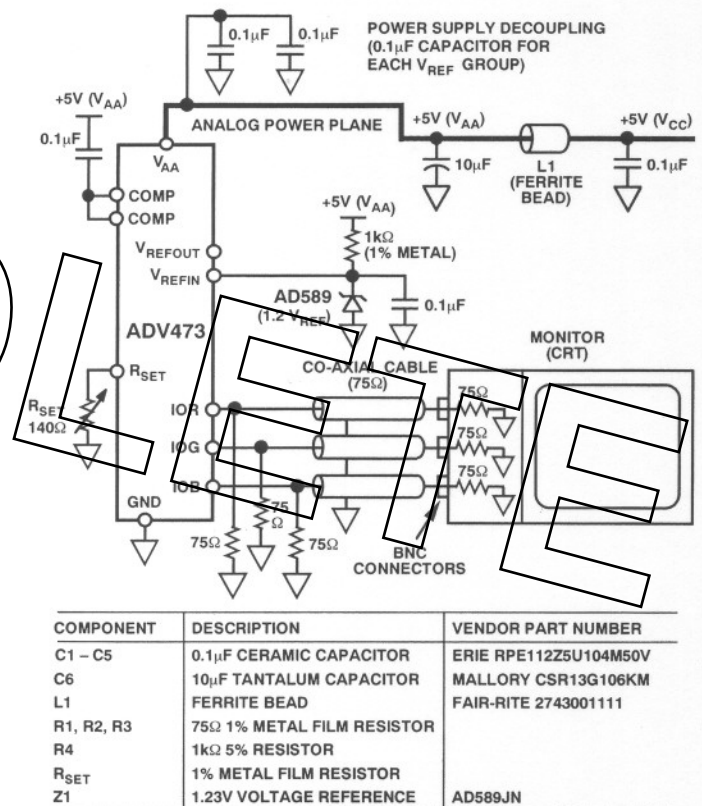 0.1µF
0.1µF
POWER SUPPLY DECOUPLING
(0.1µF CAPACITOR FOR
EACH VREF GROUP)
+5V (VAA)
0.1µF
ANALOG POWER PLANE
+5V (VAA)
+5V (VCC)
VAA
10µF
L1
(FERRITE
BEAD)
0.1µF
COMP
COMP
+5V (VAA)
VREFOUT
1kΩ
(1% METAL)
VREFIN
AD589
(1.2 VREF)
0.1µF
ADV473
MONITOR
(CRT)
RSET
CO-AXIAL CABLE
(75Ω)
RSET
140Ω
IOR
75Ω
IOG
75Ω
IOB
75Ω
GND
75Ω
75
Ω
75Ω
BNC
CONNECTORS
LETE
COMPONENT DESCRIPTION VENDOR PART NUMBER
C1 – C5 0.1µF CERAMIC CAPACITOR ERIE RPE112Z5U104M50V
C6 10µF TANTALUM CAPACITOR MALLORY CSR13G106KM
L1 FERRITE BEAD FAIR-RITE 2743001111
R1, R2, R3 75Ω 1% METAL FILM RESISTOR
R4 1kΩ 5% RESISTOR
RSET 1% METAL FILM RESISTOR
Z1 1.23V VOLTAGE REFERENCE AD589JN